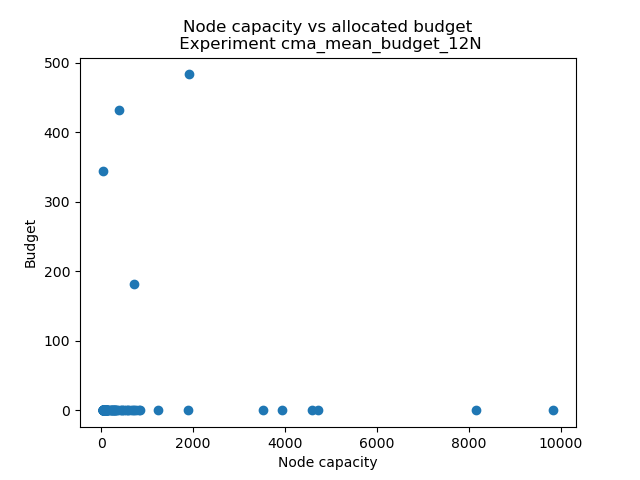 Node capacity vs allocated budget
Experiment cma_mean_budget_12N
500
400
300
200
100
0
Budget
0 2000 4000 6000 8000 10000
Node capacity